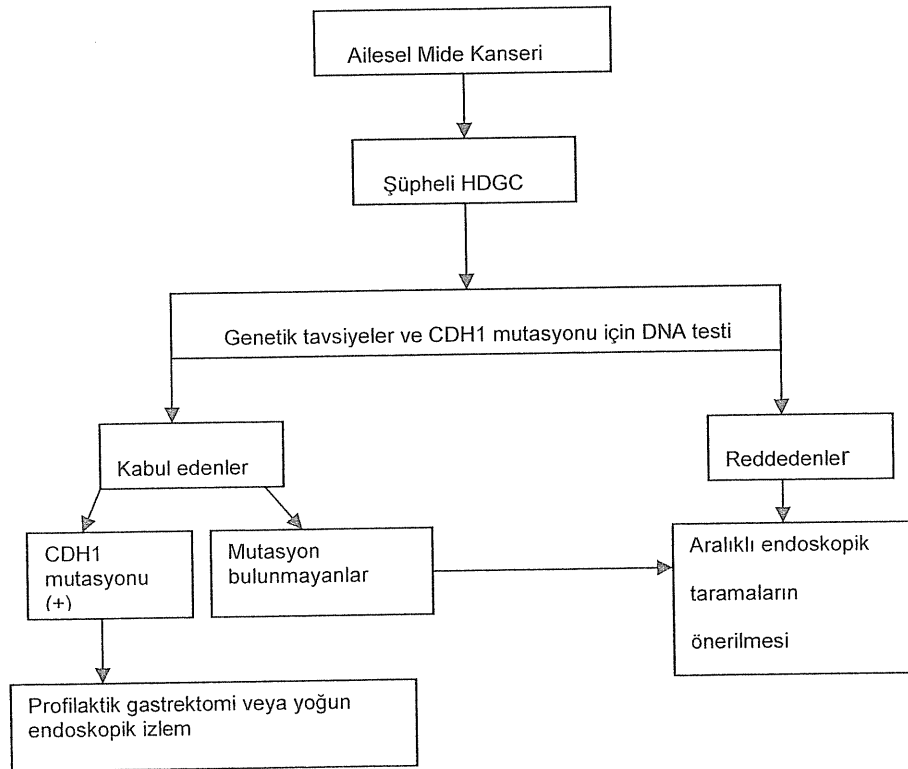 Ailesel Mide Kanseri
Şüpheli HDGC
Genetik tavsiyeler ve CDH1 mutasyonu için DNA testi
Kabul edenler
Reddedenler
CDH1
mutasyonu
(+)
Mutasyon
bulunmayanlar
Aralıklı endoskopik
taramaların
önerilmesi
Profilaktik gastrektomi veya yoğun
endoskopik izlem